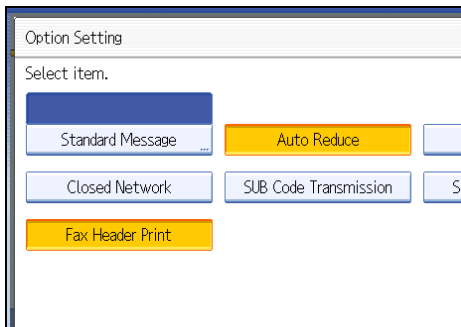 Option Setting
Select item.
Standard Message ...
Auto Reduce
Closed Network
SUB Code Transmission
S
Fax Header Print